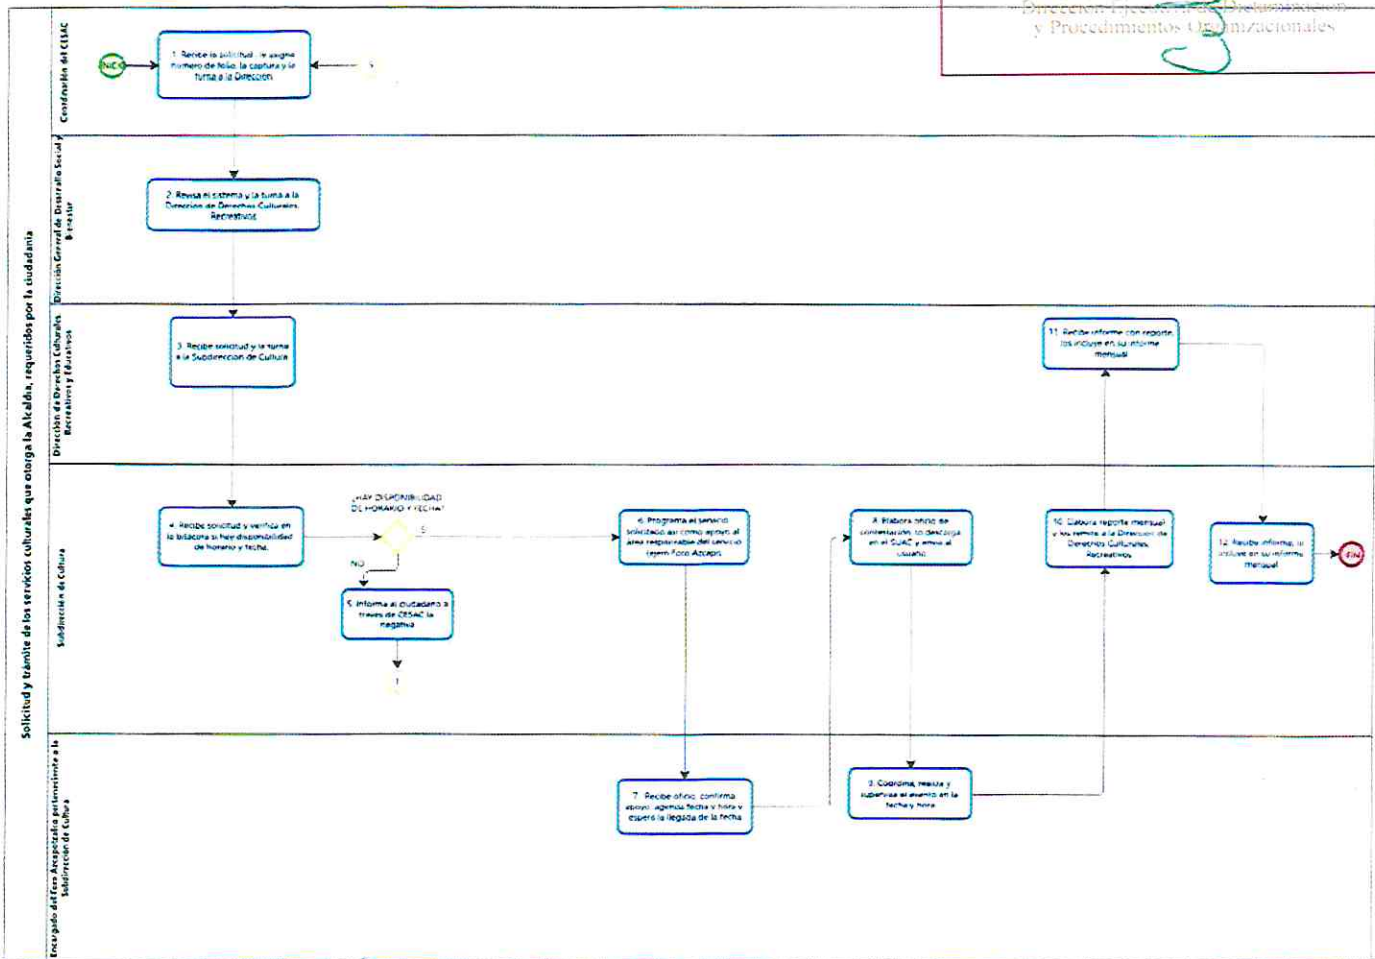 Dirección Ejecutiva de Dictaminación
y Procedimientos Organizacionales
Solicitud y trámite de los servicios culturales que otorga la Alcaldía, requeridos por la ciudadanía
Coordinación del CESAC
INICIO
1. Recibe la solicitud, le asigna
número de folio, la captura y la
turna a la Dirección
Dirección General de Desarrollo Social y
Bienestar
2. Revisa el sistema y la turna a la
Dirección de Derechos Culturales,
Recreativos
Dirección de Derechos Culturales
Recreativos y Educativos
3. Recibe solicitud y la turna
a la Subdirección de Cultura
11. Recibe informe con reporte,
los incluye en su informe
mensual
Subdirección de Cultura
4. Recibe solicitud y verifica en
la bitácora si hay disponibilidad
de horario y fecha.
¿HAY DISPONIBILIDAD
DE HORARIO Y FECHA?
NO
5. Informa al ciudadano a
través de CESAC la
negativa
1
6. Programa el servicio
solicitado así como apoyo al
área responsable del servicio
(ejem Foro Azcapo)
8. Elabora oficio de
contestación, lo descarga
en el SUAC y envía al
usuario
10. Elabora reporte mensual
y los remite a la Dirección de
Derechos Culturales,
Recreativos
12. Recibe informe, lo
incluye en su informe
mensual
FIN
Encargado del Foro Azcapotzalco perteneciente a la
Subdirección de Cultura
7. Recibe oficio, confirma
apoyo, agenda fecha y hora y
espera la llegada de la fecha
9. Coordina, realiza y
supervisa el evento en la
fecha y hora